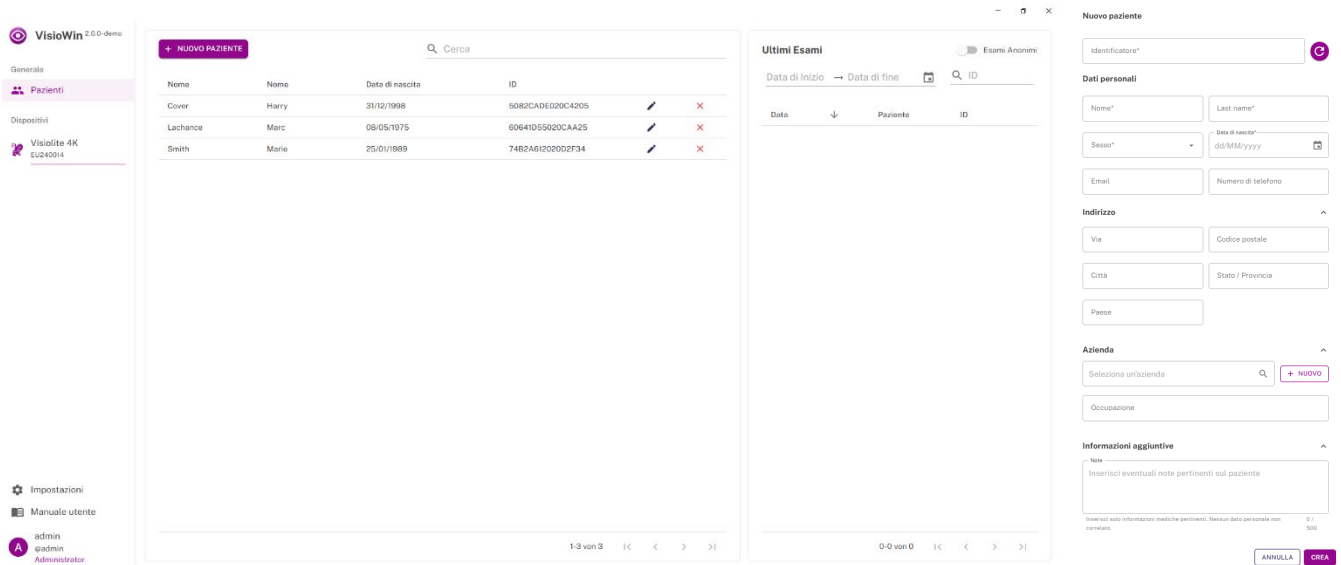 VisioWin 2.0.0-demo
Generale
Pazienti
Dispositivi
Visiolite 4K
EU240014
Impostazioni
Manuale utente
A
admin
@admin
Administrator
+ NUOVO PAZIENTE
Cerca
Nome Nome Data di nascita ID
Cover Harry 31/12/1998 5082CADE020C4205
Lachance Marc 08/05/1975 60641D55020CAA25
Smith Marie 25/01/1989 74B2A612020D2F34
1-3 von 3
Ultimi Esami
Esami Anonimi
Data di Inizio → Data di fine
ID
Data Paziente ID
0-0 von 0
Nuovo paziente
Identificatore*
Dati personali
Nome* Last name*
Sesso* Data di nascita*
dd/MM/yyyy
Email Numero di telefono
Indirizzo
Via Codice postale
Città Stato / Provincia
Paese
Azienda
Seleziona un'azienda
+ NUOVO
Occupazione
Informazioni aggiuntive
Note
Inserisci eventuali note pertinenti sul paziente
Inserisci solo informazioni mediche pertinenti. Nessun dato personale non
correlato.
0 /
500
ANNULLA CREA